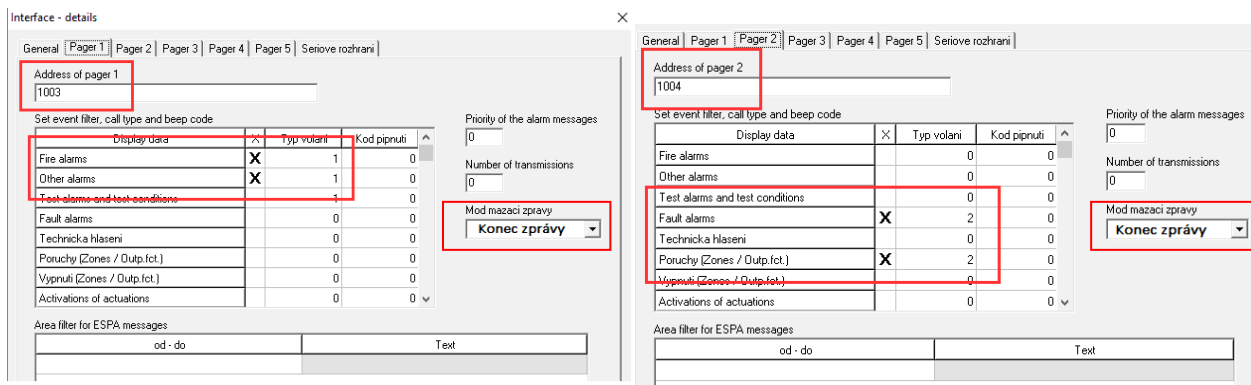 Interface - details
General Pager 1 Pager 2 Pager 3 Pager 4 Pager 5 Seriove rozhrani
Address of pager 1
1003
Set event filter, call type and beep code
Display data X Typ volani Kod pipnuti
Fire alarms X 1 0
Other alarms X 1 0
Test alarms and test conditions 1 0
Fault alarms 0 0
Technicka hlaseni 0 0
Poruchy (Zones / Outp.fct.) 0 0
Vypnuti (Zones / Outp.fct.) 0 0
Activations of actuations 0 0
Priority of the alarm messages
0
Number of transmissions
0
Mod mazaci zpravy
Konec zprávy
Area filter for ESPA messages
od - do Text
General Pager 1 Pager 2 Pager 3 Pager 4 Pager 5 Seriove rozhrani
Address of pager 2
1004
Set event filter, call type and beep code
Display data X Typ volani Kod pipnuti
Fire alarms 0 0
Other alarms 0 0
Test alarms and test conditions 0 0
Fault alarms X 2 0
Technicka hlaseni 0 0
Poruchy (Zones / Outp.fct.) X 2 0
Vypnuti (Zones / Outp.fct.) 0 0
Activations of actuations 0 0
Priority of the alarm messages
0
Number of transmissions
0
Mod mazaci zpravy
Konec zprávy
Area filter for ESPA messages
od - do Text